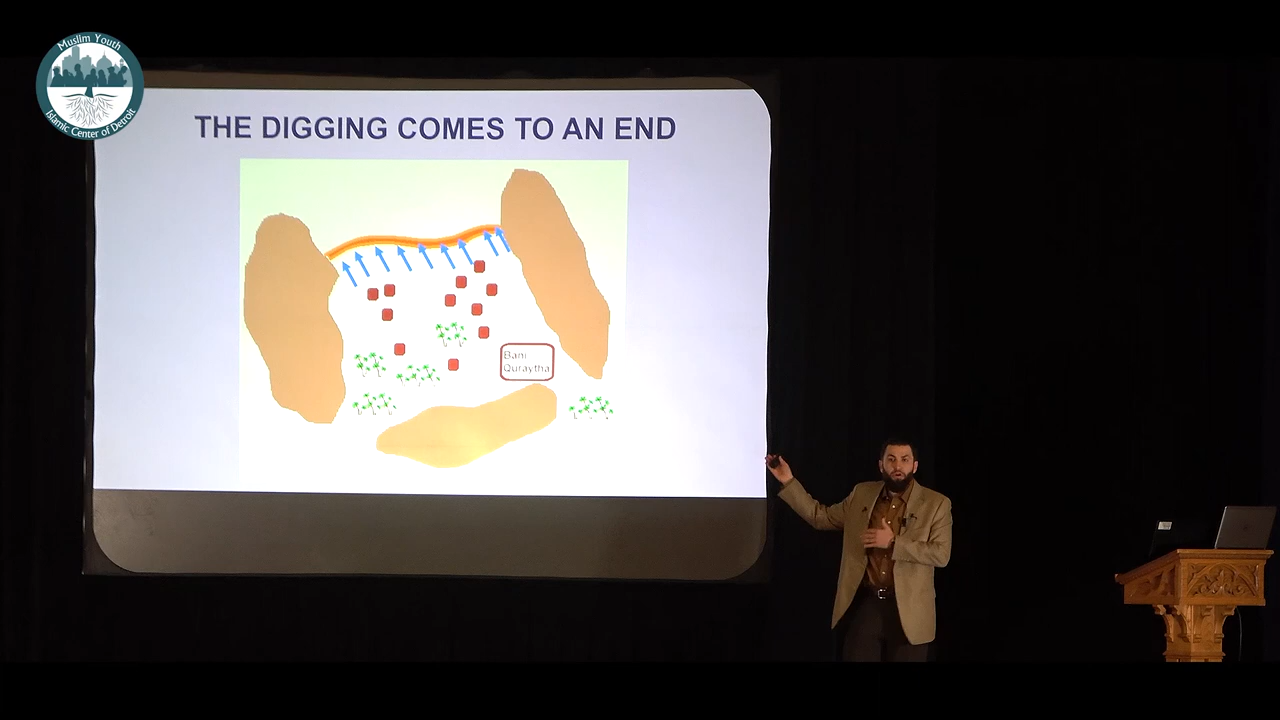 Muslim Youth
Islamic Center of Detroit
THE DIGGING COMES TO AN END
Bani
Quraytha